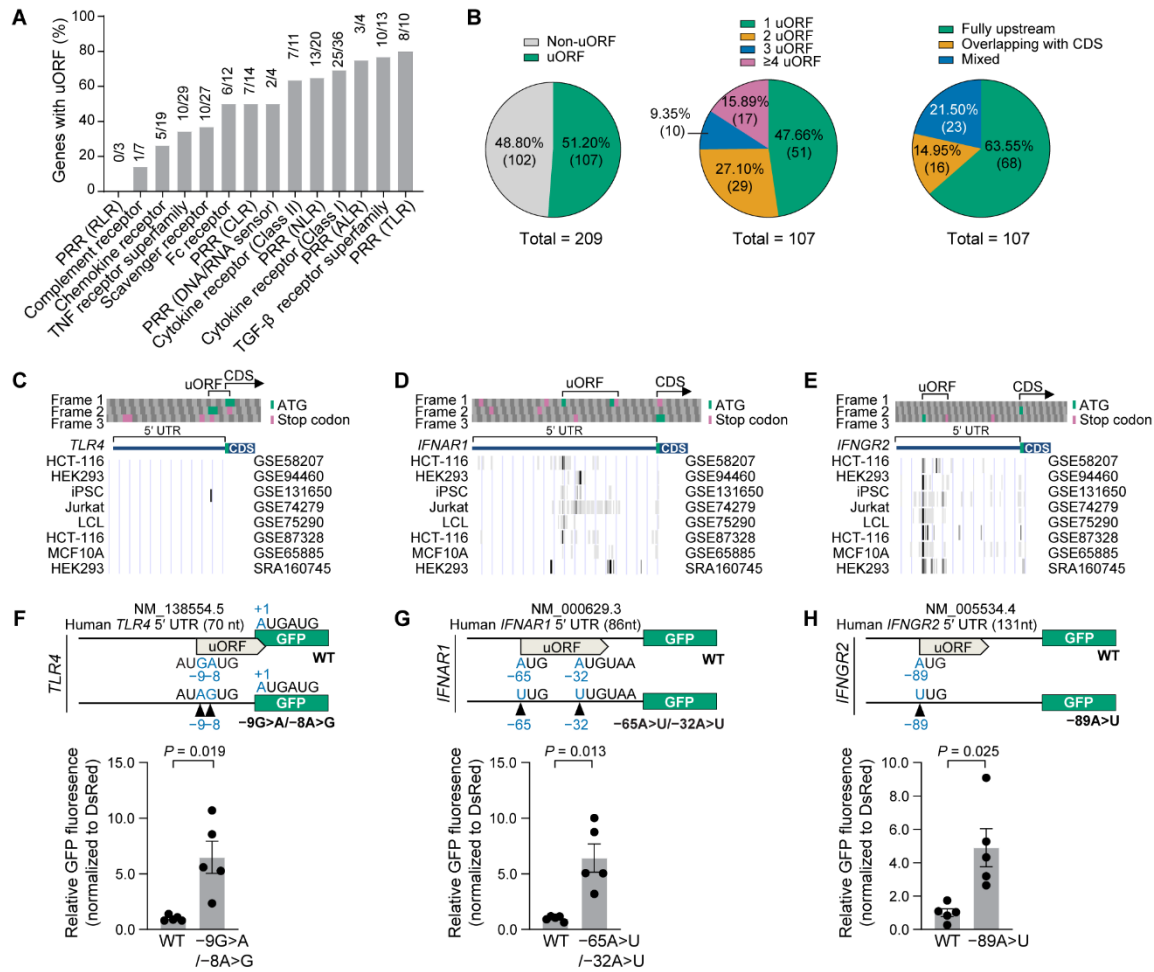 A
Genes with uORF (%)
100
80
60
40
20
0
0/3
1/7
5/19
10/29
10/27
6/12
7/14
2/4
7/11
13/20
25/36
3/4
10/13
8/10
PRR (RLR)
Complement receptor
Chemokine receptor
TNF receptor superfamily
Scavenger receptor
Fc receptor
PRR (CLR)
PRR (DNA/RNA sensor)
Cytokine receptor (Class II)
PRR (NLR)
Cytokine receptor (Class I)
PRR (ALR)
TGF-β receptor superfamily
PRR (TLR)
B
Non-uORF
uORF
48.80%
(102)
51.20%
(107)
Total = 209
1 uORF
2 uORF
3 uORF
≥4 uORF
9.35%
(10)
15.89%
(17)
47.66%
(51)
27.10%
(29)
Total = 107
Fully upstream
Overlapping with CDS
Mixed
21.50%
(23)
14.95%
(16)
63.55%
(68)
Total = 107
C
uORF
CDS
Frame 1
Frame 2
Frame 3
ATG
Stop codon
5' UTR
TLR4
CDS
HCT-116 GSE58207
HEK293 GSE94460
iPSC GSE131650
Jurkat GSE74279
LCL GSE75290
HCT-116 GSE87328
MCF10A GSE65885
HEK293 SRA160745
D
uORF
CDS
Frame 1
Frame 2
Frame 3
ATG
Stop codon
5' UTR
IFNAR1
CDS
HCT-116 GSE58207
HEK293 GSE94460
iPSC GSE131650
Jurkat GSE74279
LCL GSE75290
HCT-116 GSE87328
MCF10A GSE65885
HEK293 SRA160745
E
uORF
CDS
Frame 1
Frame 2
Frame 3
ATG
Stop codon
5' UTR
IFNGR2
CDS
HCT-116 GSE58207
HEK293 GSE94460
iPSC GSE131650
Jurkat GSE74279
LCL GSE75290
HCT-116 GSE87328
MCF10A GSE65885
HEK293 SRA160745
F
NM_138554.5
Human TLR4 5' UTR (70 nt)
+1
AUGAUG
uORF
GFP
WT
AUGAUG
−9−8
TLR4
+1
AUAGUG
AUGAUG
GFP
−9−8
−9G>A/−8A>G
P = 0.019
Relative GFP fluoresence
(normalized to DsRed)
15.0
10.0
5.0
0.0
WT
−9G>A
/−8A>G
G
NM_000629.3
Human IFNAR1 5' UTR (86nt)
uORF
GFP
WT
AUG
AUGUAA
−65
−32
IFNAR1
UUG
UUGUAA
GFP
−65
−32
−65A>U/−32A>U
P = 0.013
Relative GFP fluoresence
(normalized to DsRed)
15.0
10.0
5.0
0.0
WT
−65A>U
/−32A>U
H
NM_005534.4
Human IFNGR2 5' UTR (131nt)
uORF
GFP
WT
AUG
−89
IFNGR2
UUG
GFP
−89
−89A>U
P = 0.025
Relative GFP fluoresence
(normalized to DsRed)
10.0
8.0
6.0
4.0
2.0
0.0
WT
−89A>U